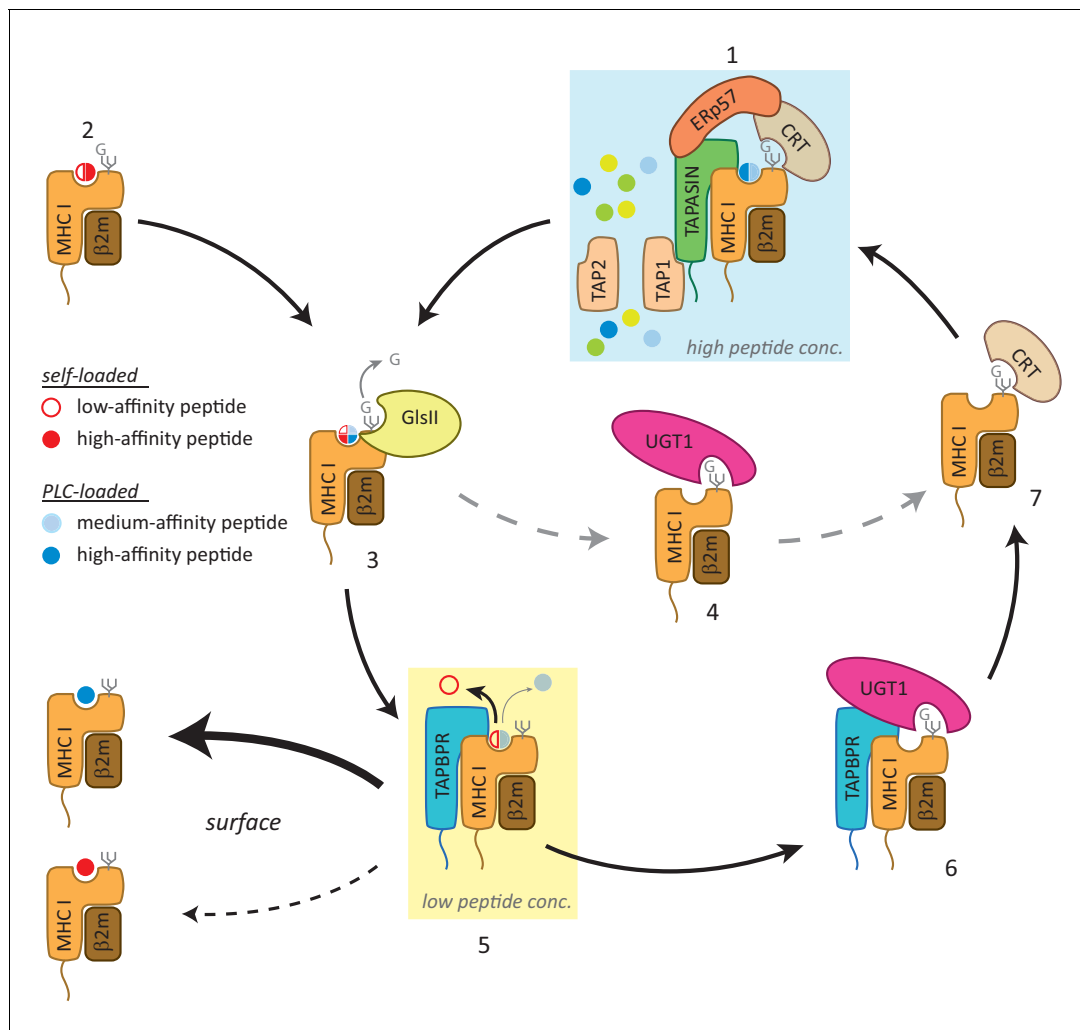 1
ERp57
CRT
G
TAPASIN
MHC I
β2m
TAP2
TAP1
high peptide conc.
2
G
MHC I
β2m
self-loaded
low-affinity peptide
high-affinity peptide
PLC-loaded
medium-affinity peptide
high-affinity peptide
G
G
GlsII
MHC I
β2m
3
UGT1
G
MHC I
β2m
4
CRT
G
MHC I
β2m
7
TAPBPR
MHC I
β2m
low peptide conc.
5
UGT1
G
TAPBPR
MHC I
β2m
6
MHC I
β2m
surface
MHC I
β2m